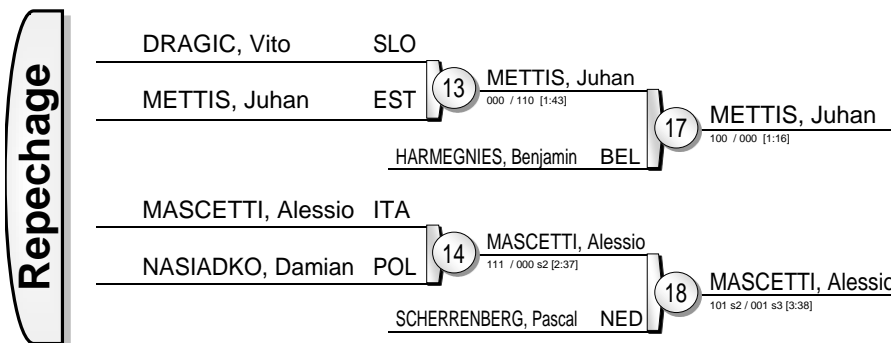 Repechage
DRAGIC, Vito SLO
METTIS, Juhan EST
13
METTIS, Juhan
000 / 110 [1:43]
HARMEGNIES, Benjamin BEL
17
METTIS, Juhan
100 / 000 [1:16]
MASCETTI, Alessio ITA
NASIADKO, Damian POL
14
MASCETTI, Alessio
111 / 000 s2 [2:37]
SCHERRENBERG, Pascal NED
18
MASCETTI, Alessio
101 s2 / 001 s3 [3:38]